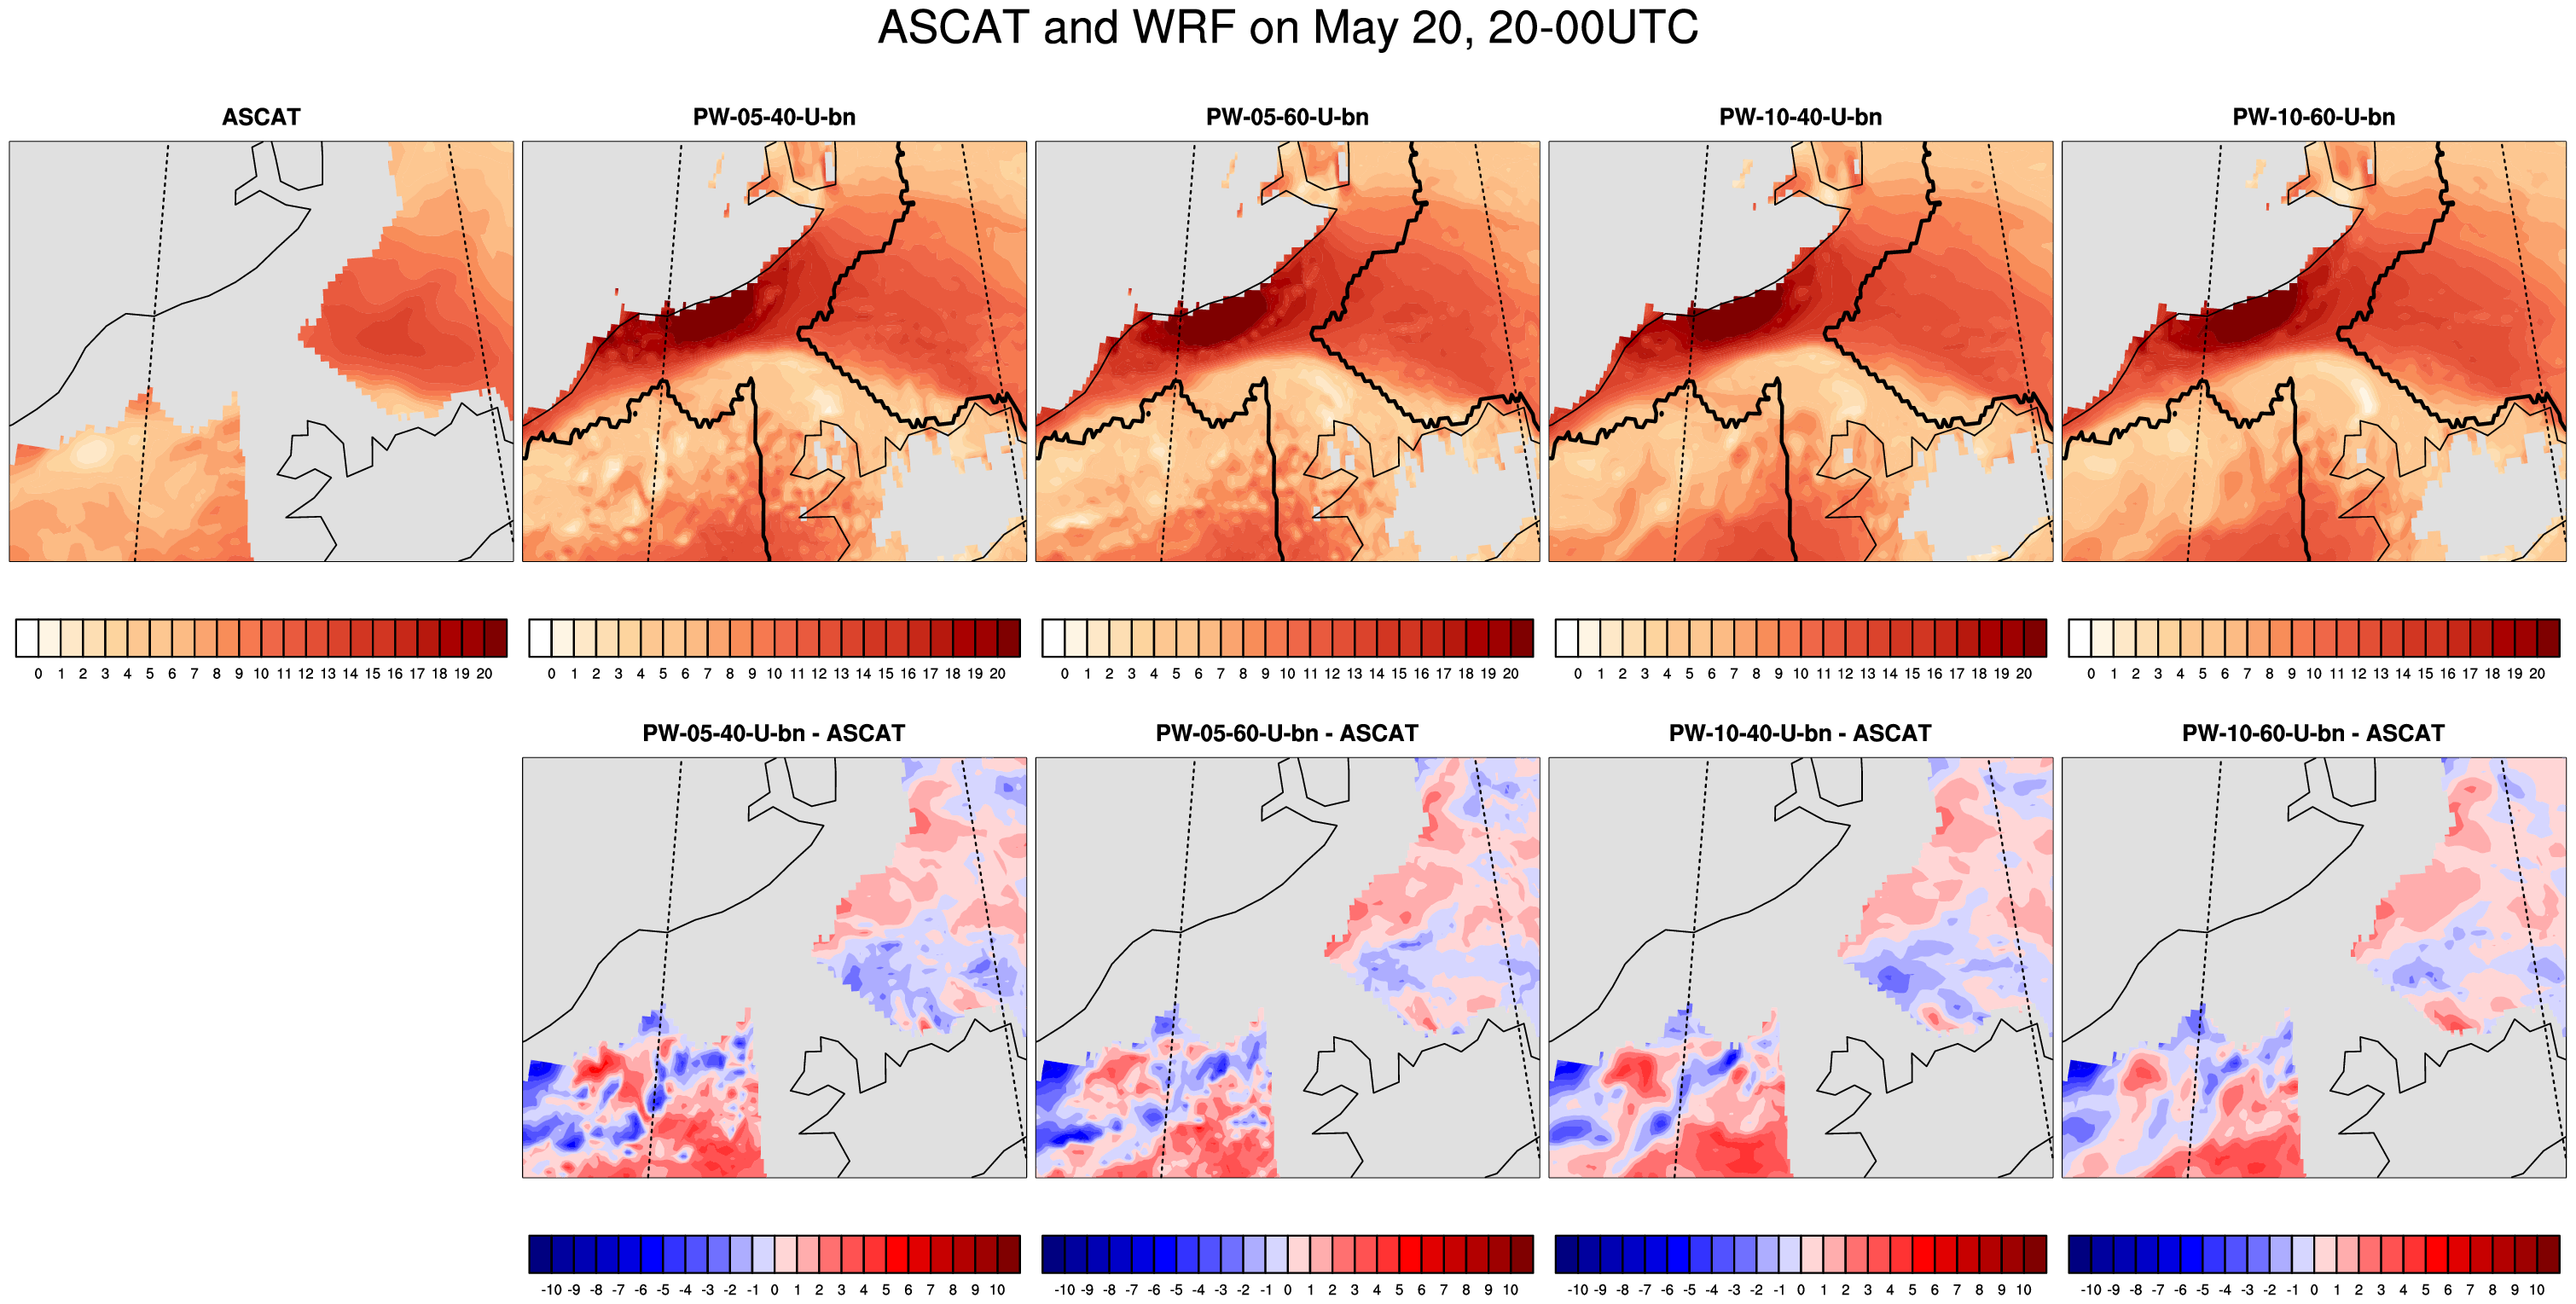 ASCAT and WRF on May 20, 20-00UTC
ASCAT PW-05-40-U-bn PW-05-60-U-bn PW-10-40-U-bn PW-10-60-U-bn
0 1 2 3 4 5 6 7 8 9 10 11 12 13 14 15 16 17 18 19 20 0 1 2 3 4 5 6 7 8 9 10 11 12 13 14 15 16 17 18 19 20 0 1 2 3 4 5 6 7 8 9 10 11 12 13 14 15 16 17 18 19 20 0 1 2 3 4 5 6 7 8 9 10 11 12 13 14 15 16 17 18 19 20 0 1 2 3 4 5 6 7 8 9 10 11 12 13 14 15 16 17 18 19 20
PW-05-40-U-bn - ASCAT PW-05-60-U-bn - ASCAT PW-10-40-U-bn - ASCAT PW-10-60-U-bn - ASCAT
-10 -9 -8 -7 -6 -5 -4 -3 -2 -1 0 1 2 3 4 5 6 7 8 9 10 -10 -9 -8 -7 -6 -5 -4 -3 -2 -1 0 1 2 3 4 5 6 7 8 9 10 -10 -9 -8 -7 -6 -5 -4 -3 -2 -1 0 1 2 3 4 5 6 7 8 9 10 -10 -9 -8 -7 -6 -5 -4 -3 -2 -1 0 1 2 3 4 5 6 7 8 9 10